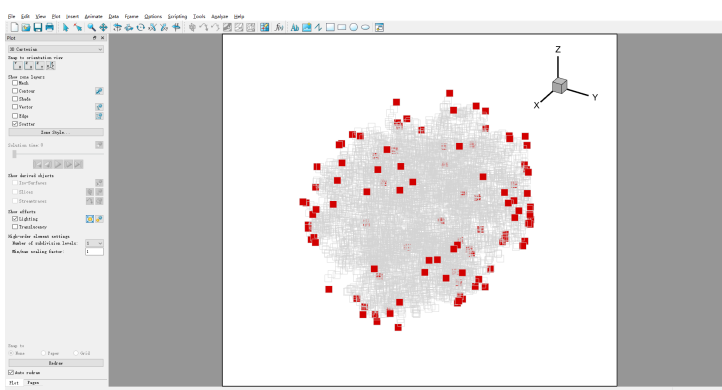 File Edit View Plot Insert Animate Data Frame Options Scripting Tools Analyze Help
Plot
3D Cartesian
Snap to orientation view
Show zone layers
Mesh
Contour
Shade
Vector
Edge
Scatter
Zone Style...
Solution time: 0
Show derived objects
Iso-Surfaces
Slices
Streamtraces
Show effects
Lighting
Translucency
High-order element settings
Number of subdivision levels:
Min/max scaling factor: 1
Snap to
None Paper Grid
Redraw
Auto redraw
Plot Pages
Z
X
Y